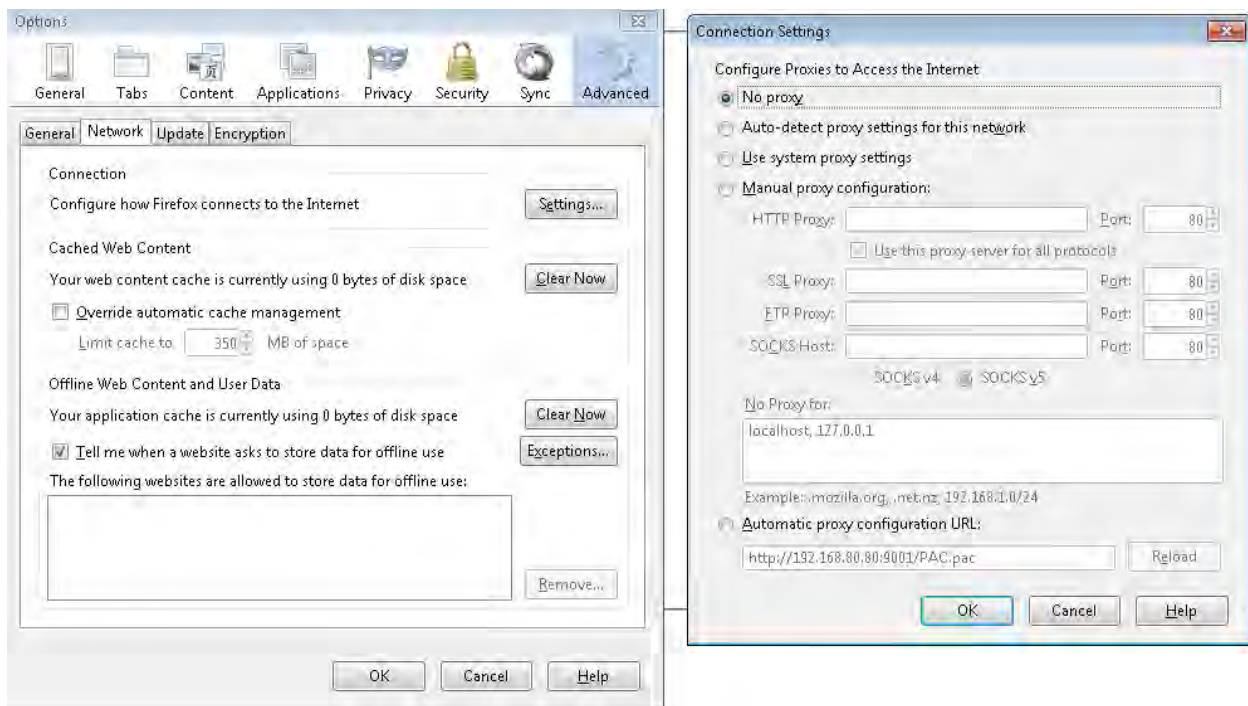 Options
General Tabs Content Applications Privacy Security Sync Advanced
General Network Update Encryption
Connection
Configure how Firefox connects to the Internet Settings...
Cached Web Content
Your web content cache is currently using 0 bytes of disk space Clear Now
Override automatic cache management
Limit cache to 350 MB of space
Offline Web Content and User Data
Your application cache is currently using 0 bytes of disk space Clear Now
Tell me when a website asks to store data for offline use Exceptions...
The following websites are allowed to store data for offline use:
Remove...
OK Cancel Help
Connection Settings
Configure Proxies to Access the Internet
No proxy
Auto-detect proxy settings for this network
Use system proxy settings
Manual proxy configuration:
HTTP Proxy: Port: 80
Use this proxy server for all protocols
SSL Proxy: Port: 80
FTP Proxy: Port: 80
SOCKS Host: Port: 80
SOCKS v4 SOCKS v5
No Proxy for:
localhost, 127.0.0.1
Example: .mozilla.org, .net.nz, 192.168.1.0/24
Automatic proxy configuration URL:
http://192.168.80.80:9001/PAC.pac Reload
OK Cancel Help